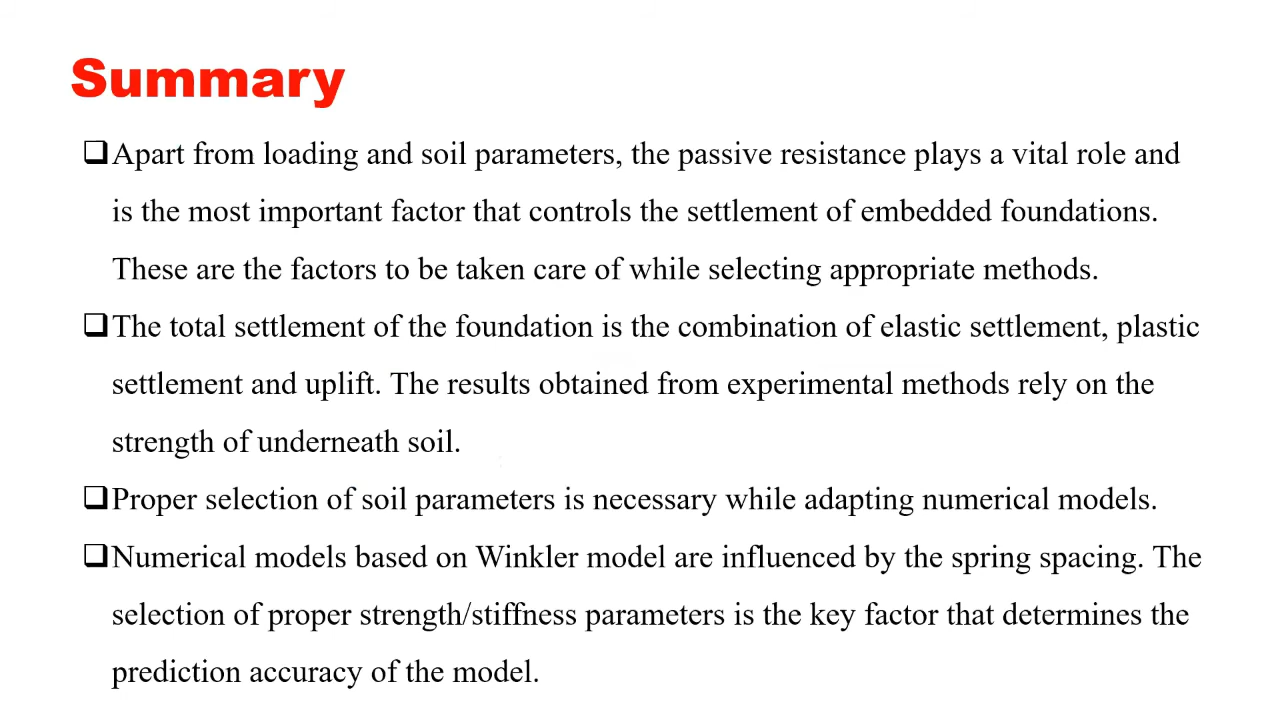 Summary
❑Apart from loading and soil parameters, the passive resistance plays a vital role and
is the most important factor that controls the settlement of embedded foundations.
These are the factors to be taken care of while selecting appropriate methods.
❑The total settlement of the foundation is the combination of elastic settlement, plastic
settlement and uplift. The results obtained from experimental methods rely on the
strength of underneath soil.
❑Proper selection of soil parameters is necessary while adapting numerical models.
❑Numerical models based on Winkler model are influenced by the spring spacing. The
selection of proper strength/stiffness parameters is the key factor that determines the
prediction accuracy of the model.